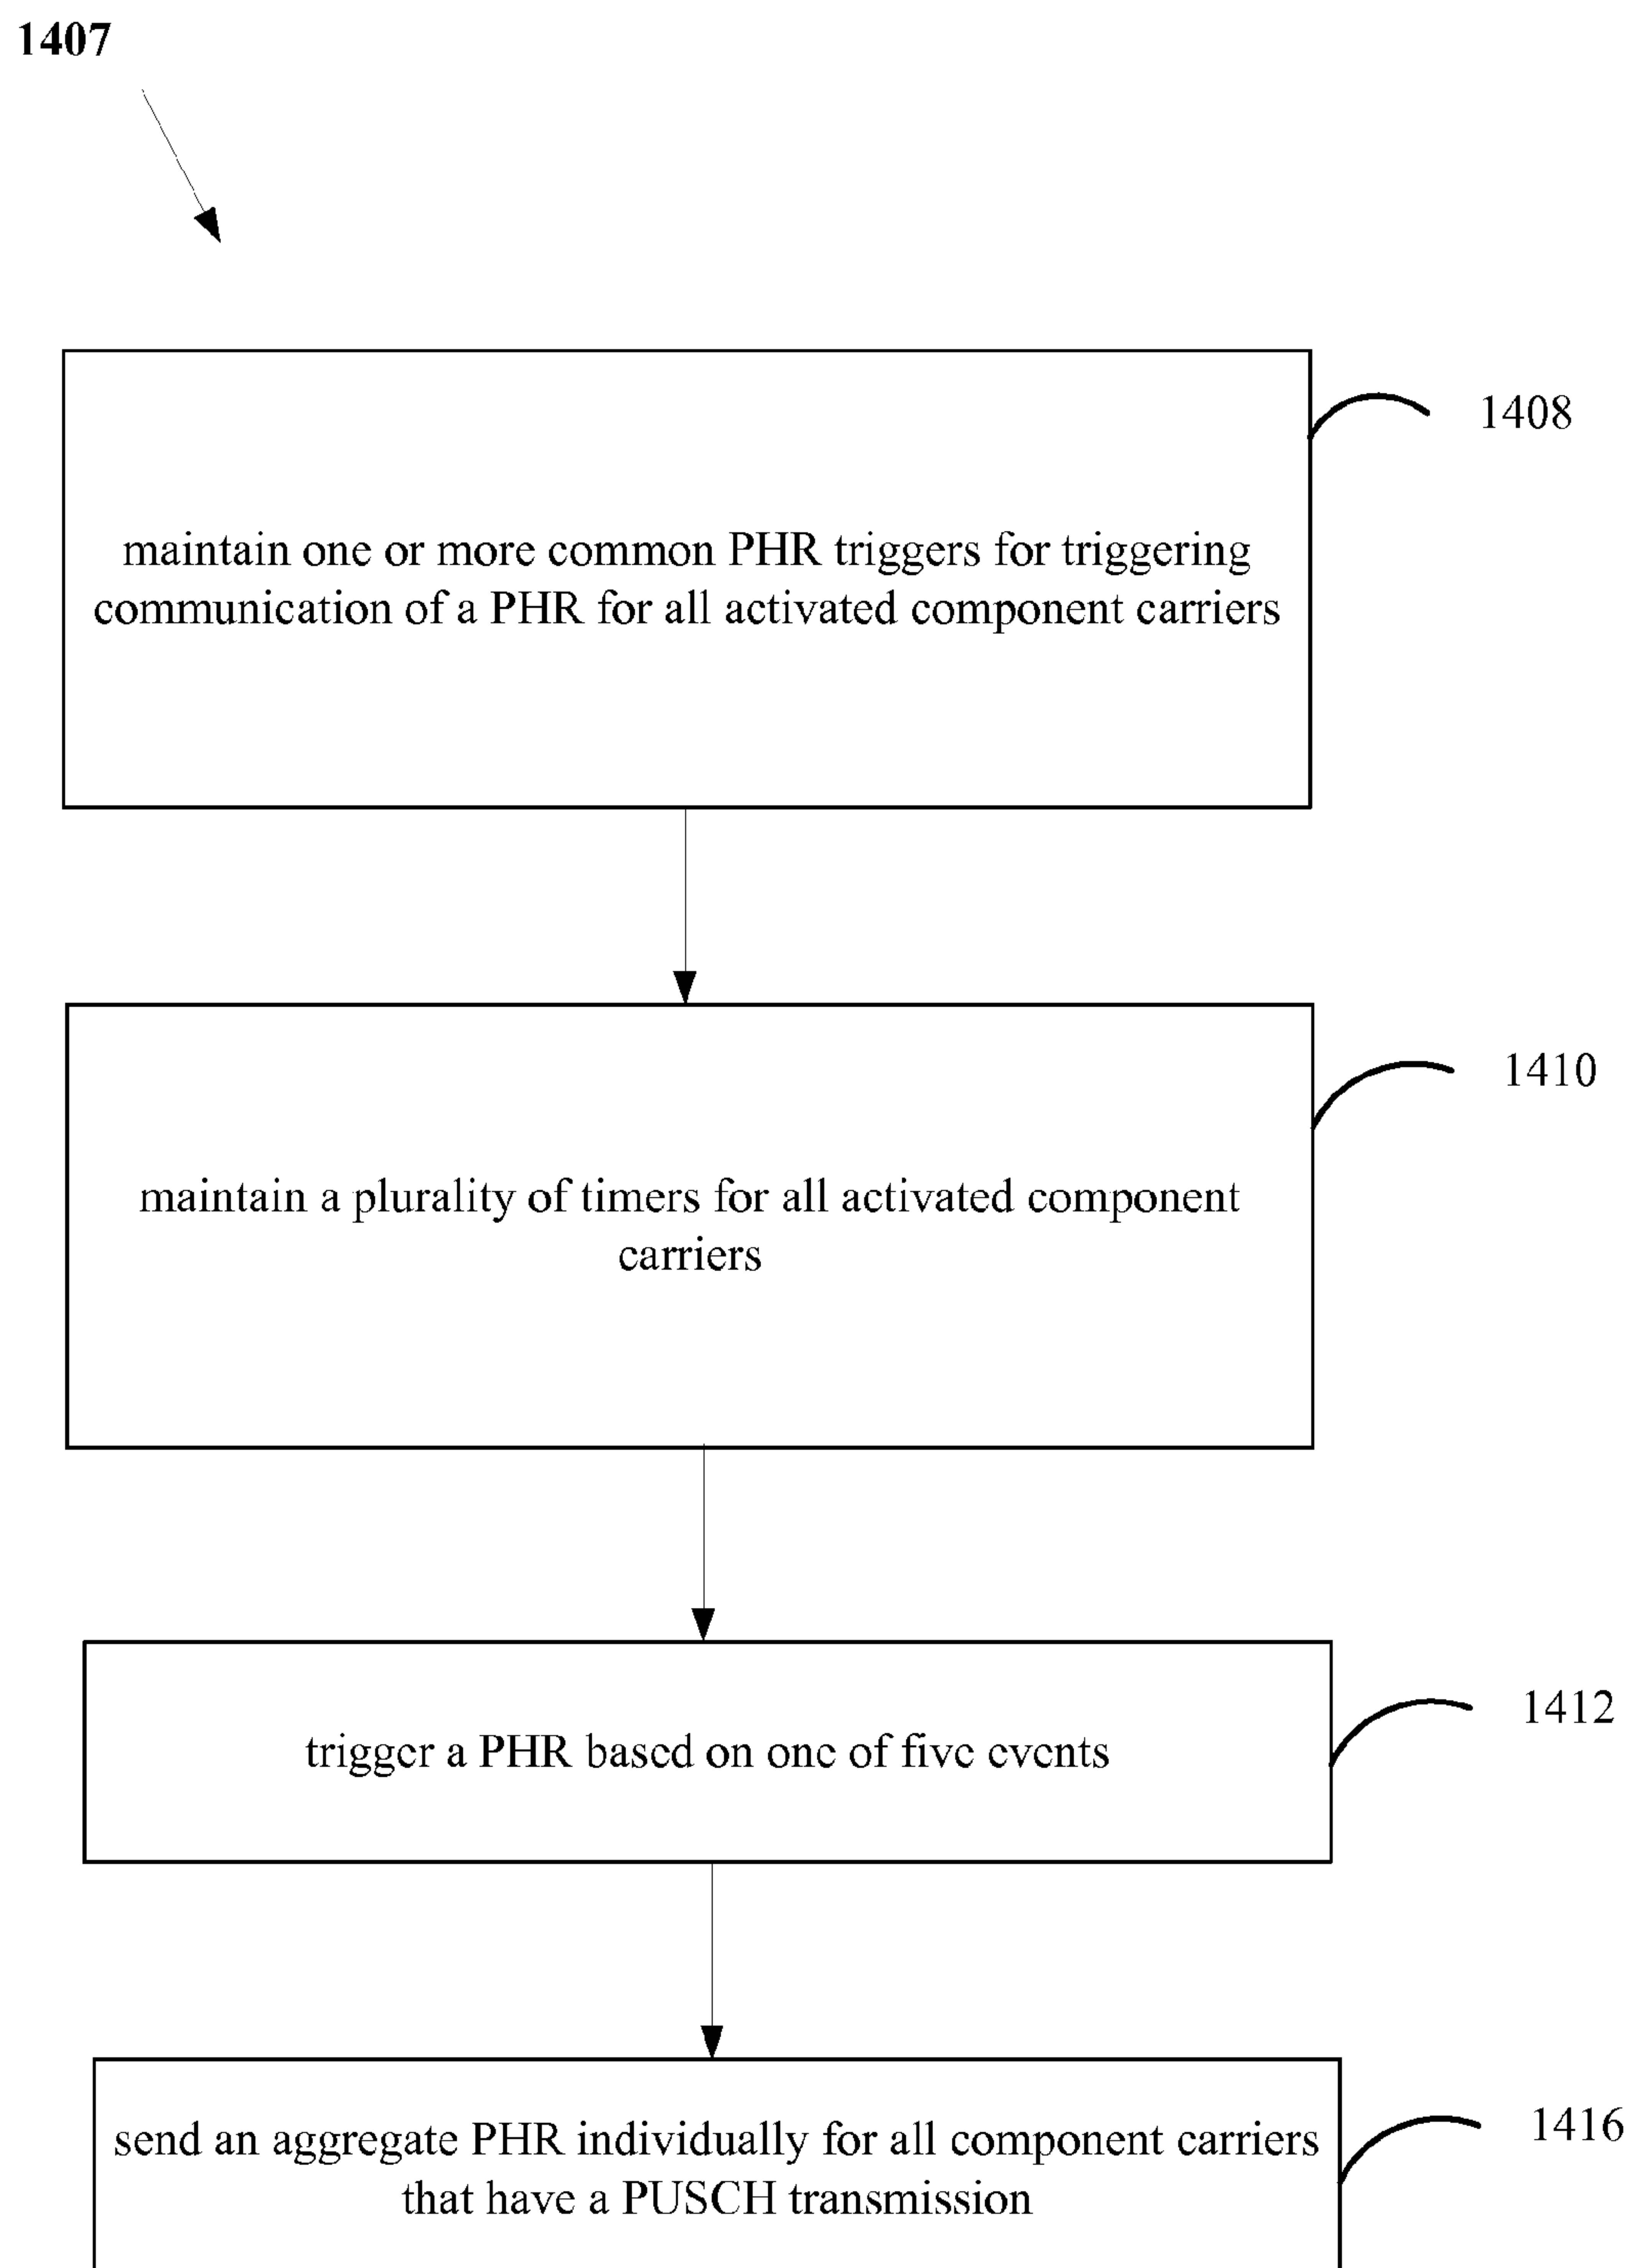 1407
1408
maintain one or more common PHR triggers for triggering
communication of a PHR for all activated component carriers
1410
maintain a plurality of timers for all activated component
carriers
1412
trigger a PHR based on one of five events
1416
send an aggregate PHR individually for all component carriers
that have a PUSCH transmission